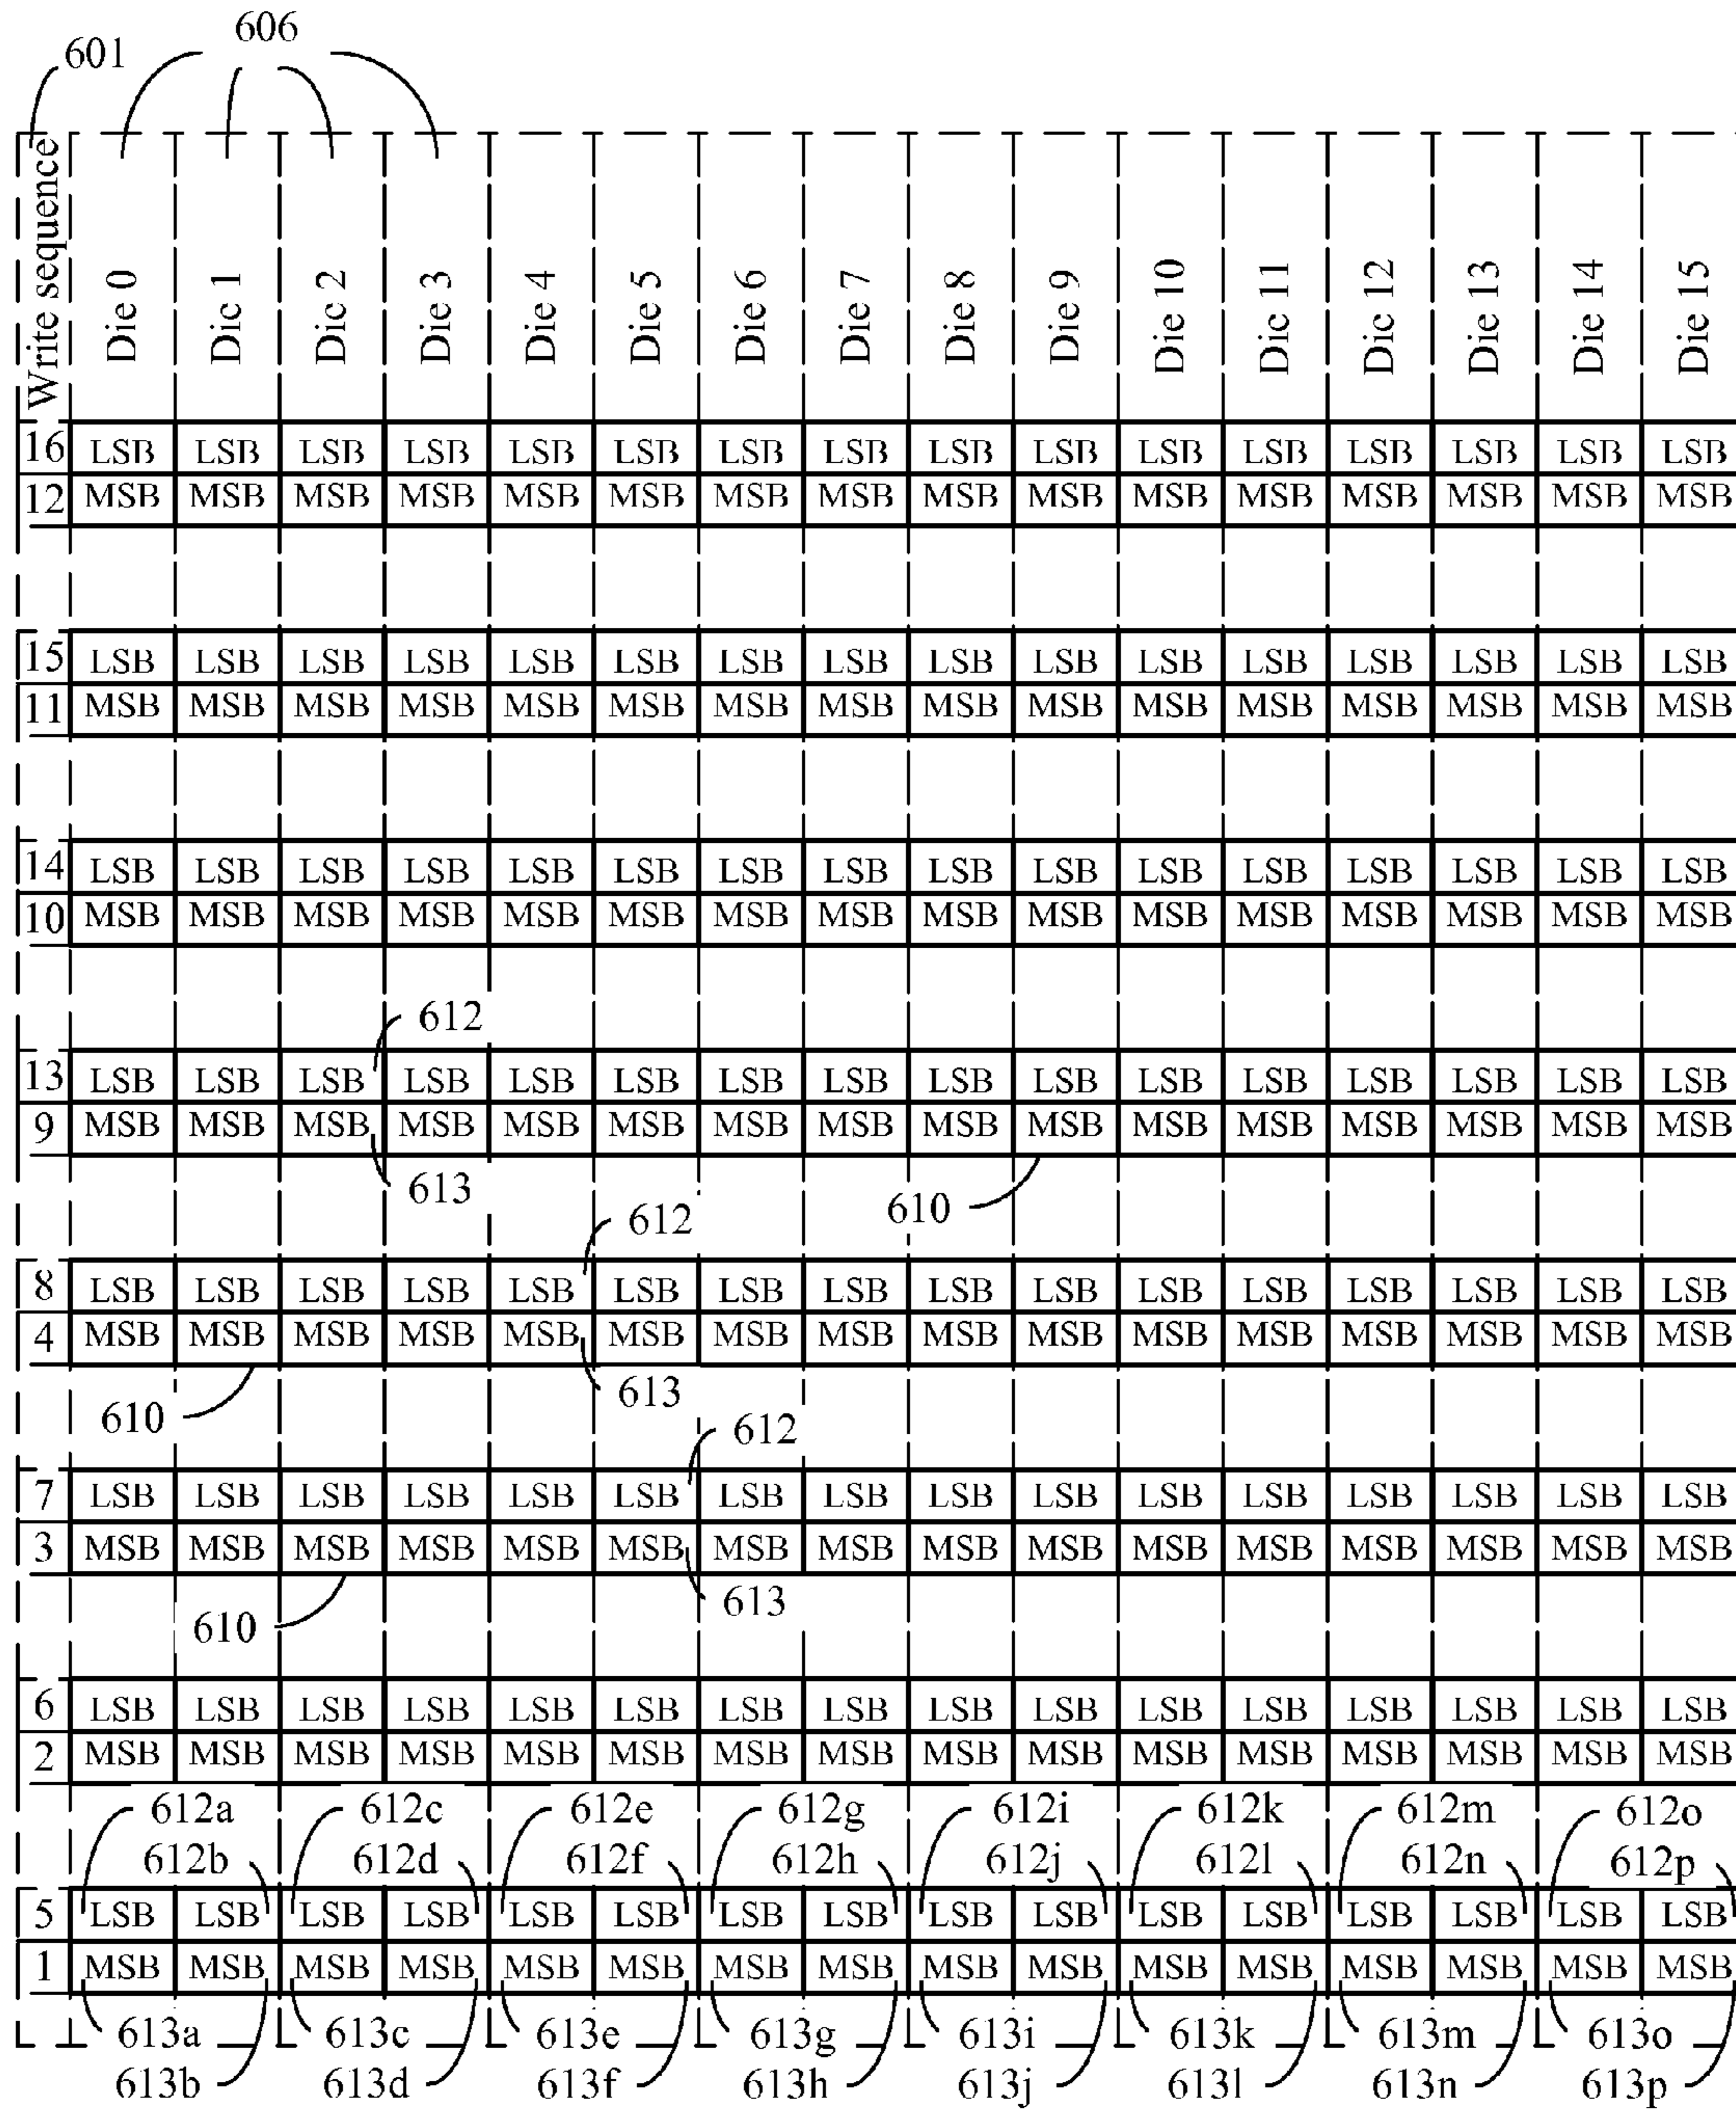 606
601
Write sequence Die 0 Dic 1 Dic 2 Die 3 Die 4 Die 5 Die 6 Die 7 Die 8 Die 9 Die 10 Dic 11 Dic 12 Die 13 Die 14 Die 15
16 LSB LSB LSB LSB LSB LSB LSB LSB LSB LSB LSB LSB LSB LSB LSB LSB
12 MSB MSB MSB MSB MSB MSB MSB MSB MSB MSB MSB MSB MSB MSB MSB MSB
15 LSB LSB LSB LSB LSB LSB LSB LSB LSB LSB LSB LSB LSB LSB LSB LSB
11 MSB MSB MSB MSB MSB MSB MSB MSB MSB MSB MSB MSB MSB MSB MSB MSB
14 LSB LSB LSB LSB LSB LSB LSB LSB LSB LSB LSB LSB LSB LSB LSB LSB
10 MSB MSB MSB MSB MSB MSB MSB MSB MSB MSB MSB MSB MSB MSB MSB MSB
612
13 LSB LSB LSB LSB LSB LSB LSB LSB LSB LSB LSB LSB LSB LSB LSB LSB
9 MSB MSB MSB MSB MSB MSB MSB MSB MSB MSB MSB MSB MSB MSB MSB MSB
613 610
612
8 LSB LSB LSB LSB LSB LSB LSB LSB LSB LSB LSB LSB LSB LSB LSB LSB
4 MSB MSB MSB MSB MSB MSB MSB MSB MSB MSB MSB MSB MSB MSB MSB MSB
610 613
612
7 LSB LSB LSB LSB LSB LSB LSB LSB LSB LSB LSB LSB LSB LSB LSB LSB
3 MSB MSB MSB MSB MSB MSB MSB MSB MSB MSB MSB MSB MSB MSB MSB MSB
610 613
6 LSB LSB LSB LSB LSB LSB LSB LSB LSB LSB LSB LSB LSB LSB LSB LSB
2 MSB MSB MSB MSB MSB MSB MSB MSB MSB MSB MSB MSB MSB MSB MSB MSB
612a 612c 612e 612g 612i 612k 612m 612o
612b 612d 612f 612h 612j 612l 612n 612p
5 LSB LSB LSB LSB LSB LSB LSB LSB LSB LSB LSB LSB LSB LSB LSB LSB
1 MSB MSB MSB MSB MSB MSB MSB MSB MSB MSB MSB MSB MSB MSB MSB MSB
613a 613c 613e 613g 613i 613k 613m 613o
613b 613d 613f 613h 613j 613l 613n 613p